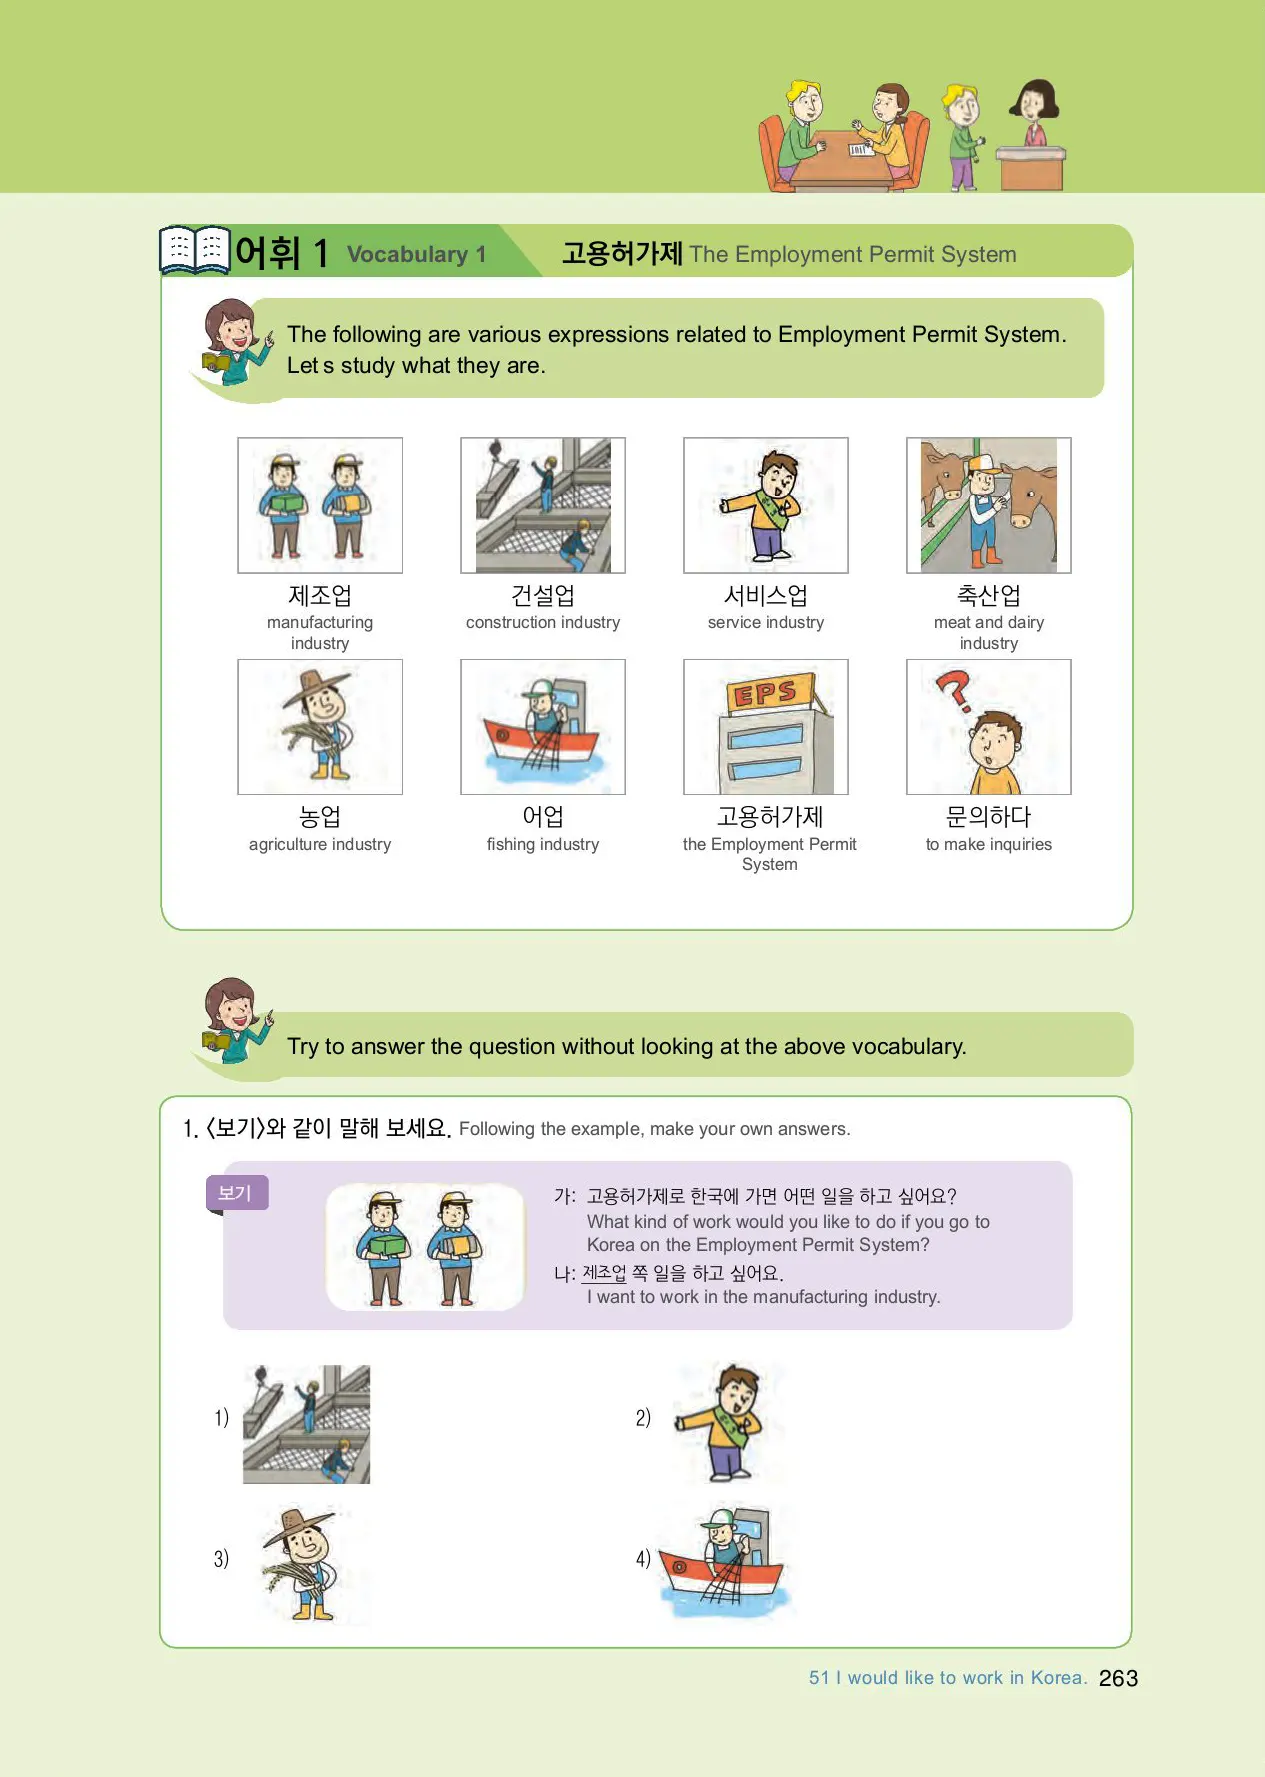 어휘 1 Vocabulary 1 고용허가제 The Employment Permit System
The following are various expressions related to Employment Permit System.
Let s study what they are.
제조업 건설업 서비스업 축산업
manufacturing industry construction industry service industry meat and dairy industry
EPS
농업 어업 고용허가제 문의하다
agriculture industry fishing industry the Employment Permit System to make inquiries
Try to answer the question without looking at the above vocabulary.
1. 〈보기〉와 같이 말해 보세요. Following the example, make your own answers.
보기
가: 고용허가제로 한국에 가면 어떤 일을 하고 싶어요?
What kind of work would you like to do if you go to
Korea on the Employment Permit System?
나: 제조업 쪽 일을 하고 싶어요.
I want to work in the manufacturing industry.
1) 2)
3) 4)
51 I would like to work in Korea. 263